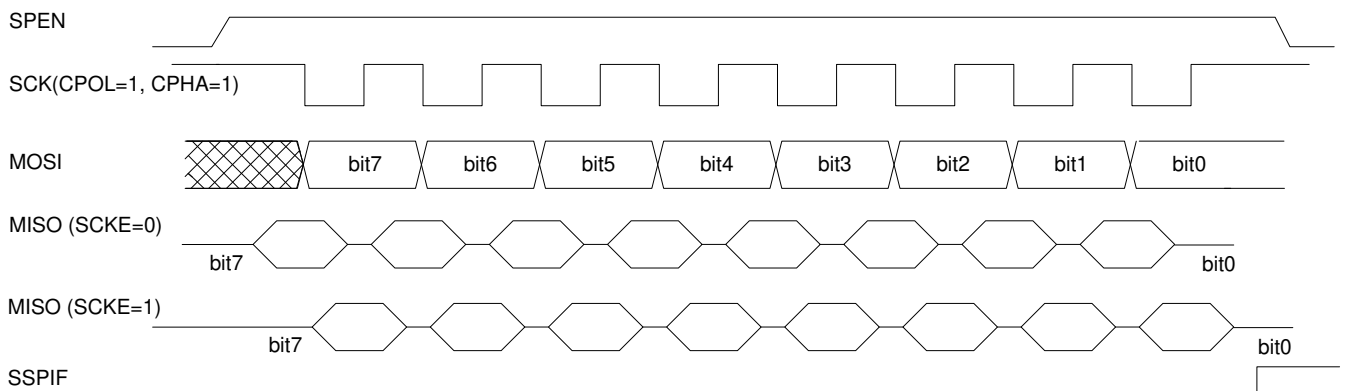 SPEN
SCK(CPOL=1, CPHA=1)
MOSI
bit7 bit6 bit5 bit4 bit3 bit2 bit1 bit0
MISO (SCKE=0)
bit7 bit0
MISO (SCKE=1)
bit7 bit0
SSPIF